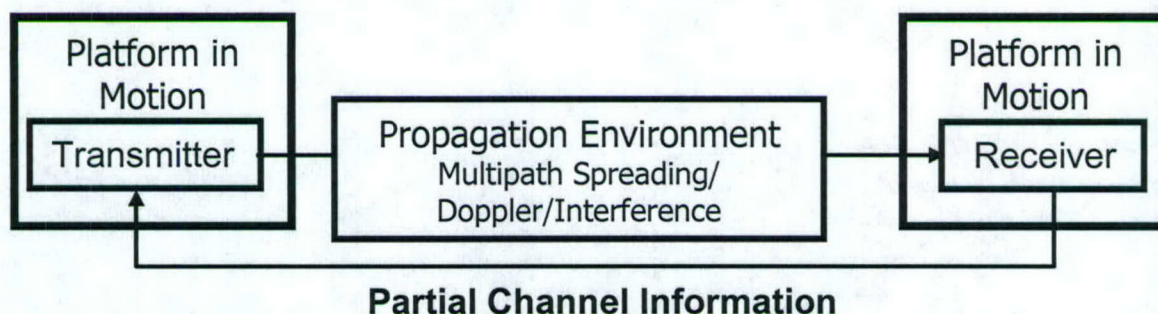 Platform in
Motion
Transmitter
Propagation Environment
Multipath Spreading/
Doppler/Interference
Platform in
Motion
Receiver
Partial Channel Information